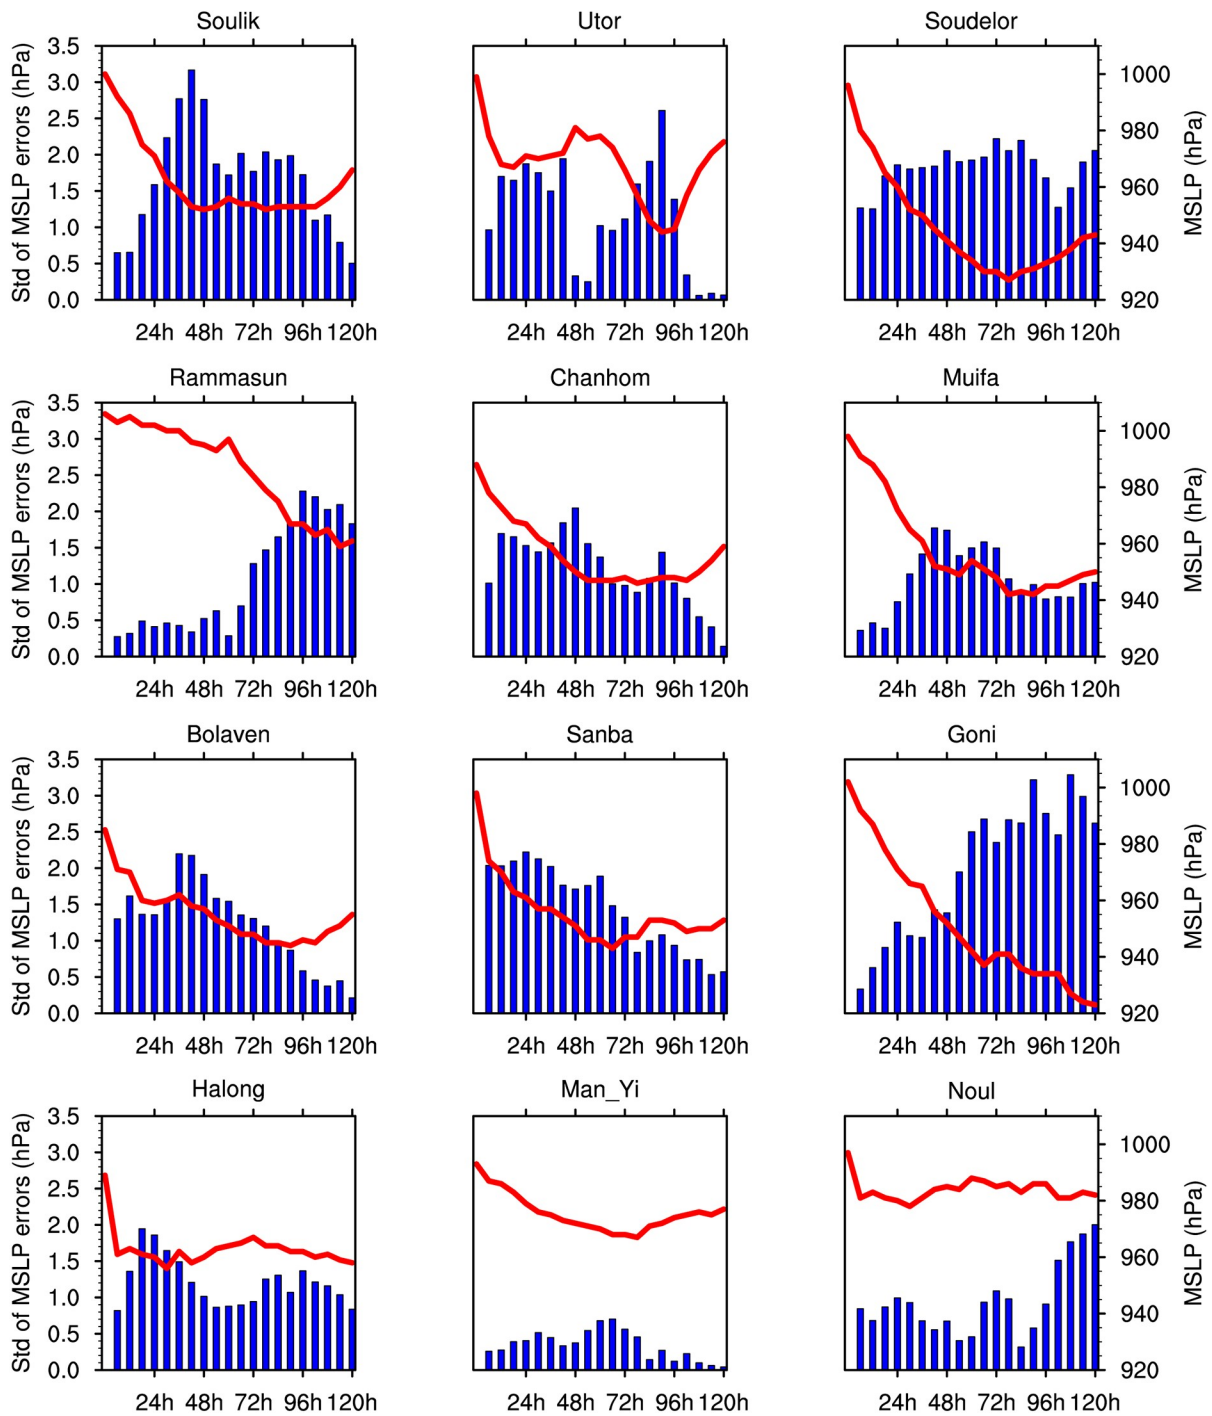 Soulik
Utor
Soudelor
Std of MSLP errors (hPa)
3.5
3.0
2.5
2.0
1.5
1.0
0.5
0.0
1000
980
960
940
920
MSLP (hPa)
24h 48h 72h 96h 120h
24h 48h 72h 96h 120h
24h 48h 72h 96h 120h
Rammasun
Chanhom
Muifa
Std of MSLP errors (hPa)
3.5
3.0
2.5
2.0
1.5
1.0
0.5
0.0
1000
980
960
940
920
MSLP (hPa)
24h 48h 72h 96h 120h
24h 48h 72h 96h 120h
24h 48h 72h 96h 120h
Bolaven
Sanba
Goni
Std of MSLP errors (hPa)
3.5
3.0
2.5
2.0
1.5
1.0
0.5
0.0
1000
980
960
940
920
MSLP (hPa)
24h 48h 72h 96h 120h
24h 48h 72h 96h 120h
24h 48h 72h 96h 120h
Halong
Man_Yi
Noul
Std of MSLP errors (hPa)
3.5
3.0
2.5
2.0
1.5
1.0
0.5
0.0
1000
980
960
940
920
MSLP (hPa)
24h 48h 72h 96h 120h
24h 48h 72h 96h 120h
24h 48h 72h 96h 120h